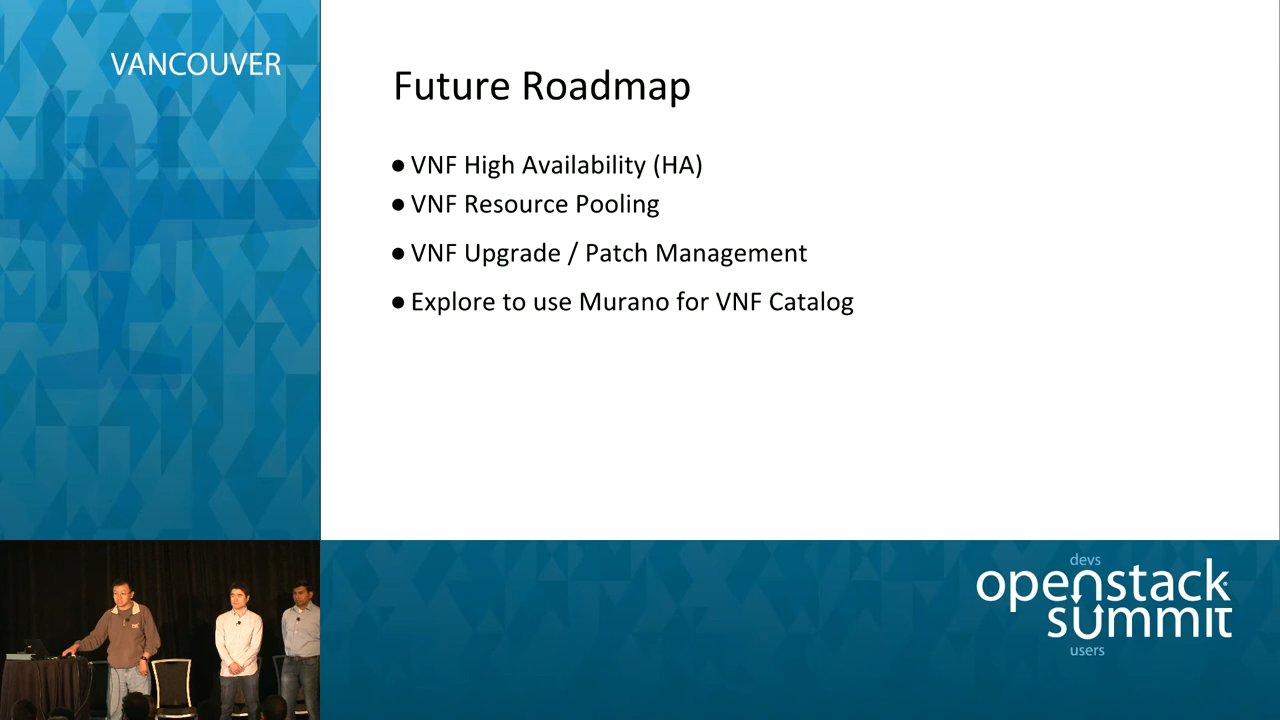 VANCOUVER
Future Roadmap
● VNF High Availability (HA)
● VNF Resource Pooling
● VNF Upgrade / Patch Management
● Explore to use Murano for VNF Catalog
devs
openstack
summit
users